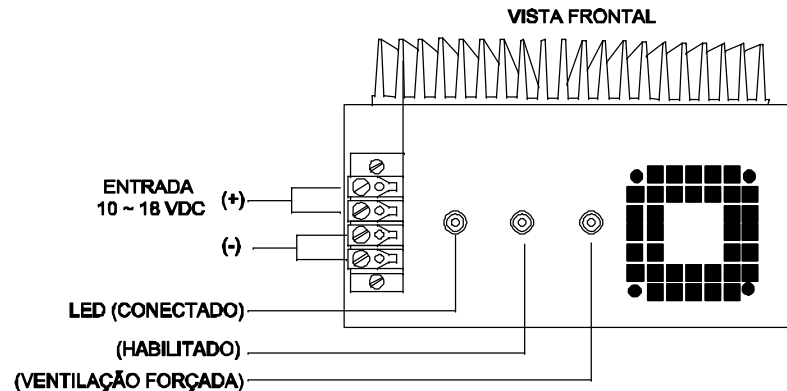 VISTA FRONTAL
ENTRADA
10 ~ 18 VDC
(+)
(-)
LED (CONECTADO)
(HABILITADO)
(VENTILAÇÃO FORÇADA)